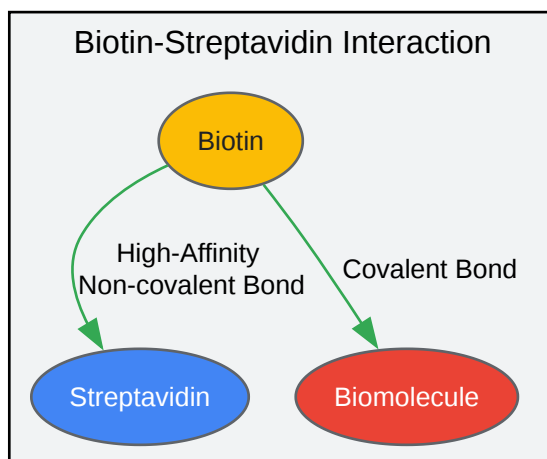 Biotin-Streptavidin Interaction
Biotin
High-Affinity
Non-covalent Bond
Covalent Bond
Streptavidin
Biomolecule